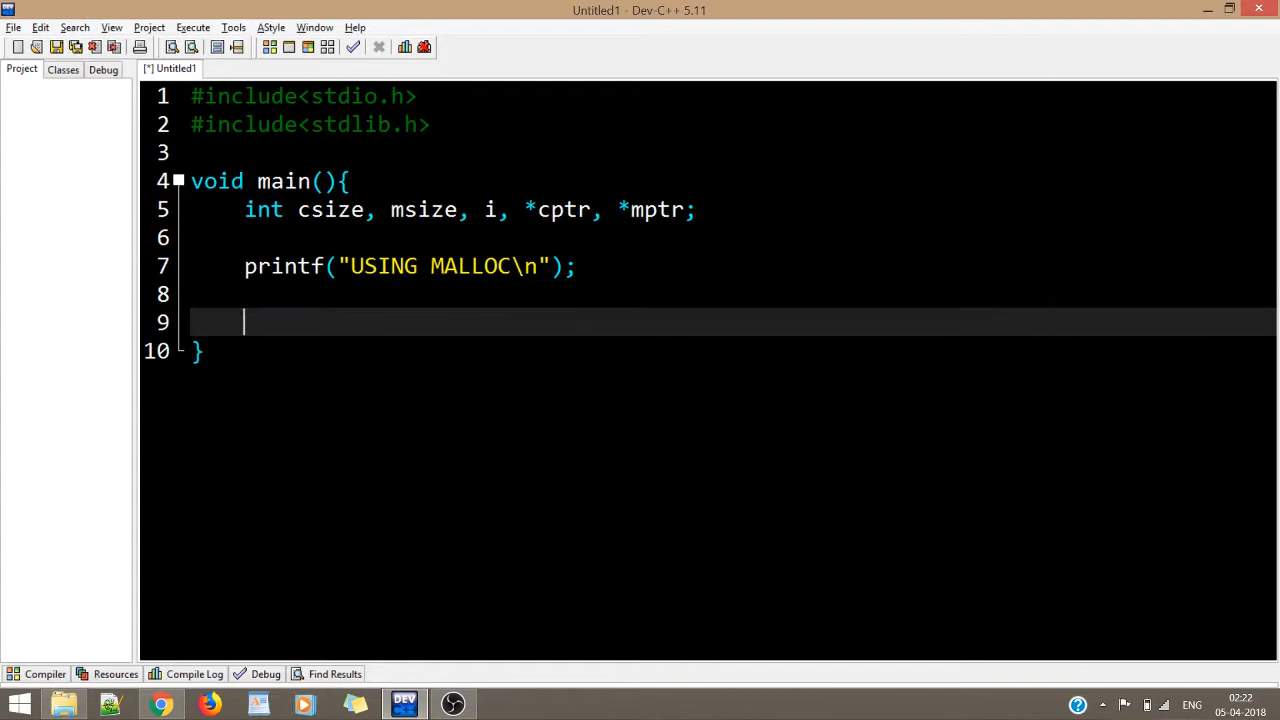 Untitled1 - Dev-C++ 5.11
File Edit Search View Project Execute Tools AStyle Window Help
Project Classes Debug [*] Untitled1
1 #include<stdio.h>
2 #include<stdlib.h>
3
4 void main(){
5 int csize, msize, i, *cptr, *mptr;
6
7 printf("USING MALLOC\n");
8
9
10 }
Compiler Resources Compile Log Debug Find Results
DEV
ENG
02:22
05-04-2018